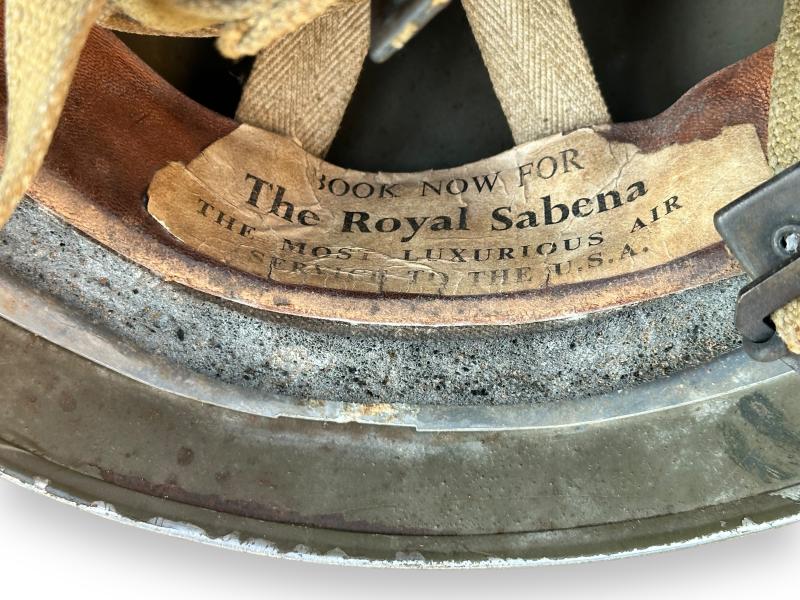 BOOK NOW FOR
The Royal Sabena
THE MOST LUXURIOUS AIR
SERVICE TO THE U.S.A.